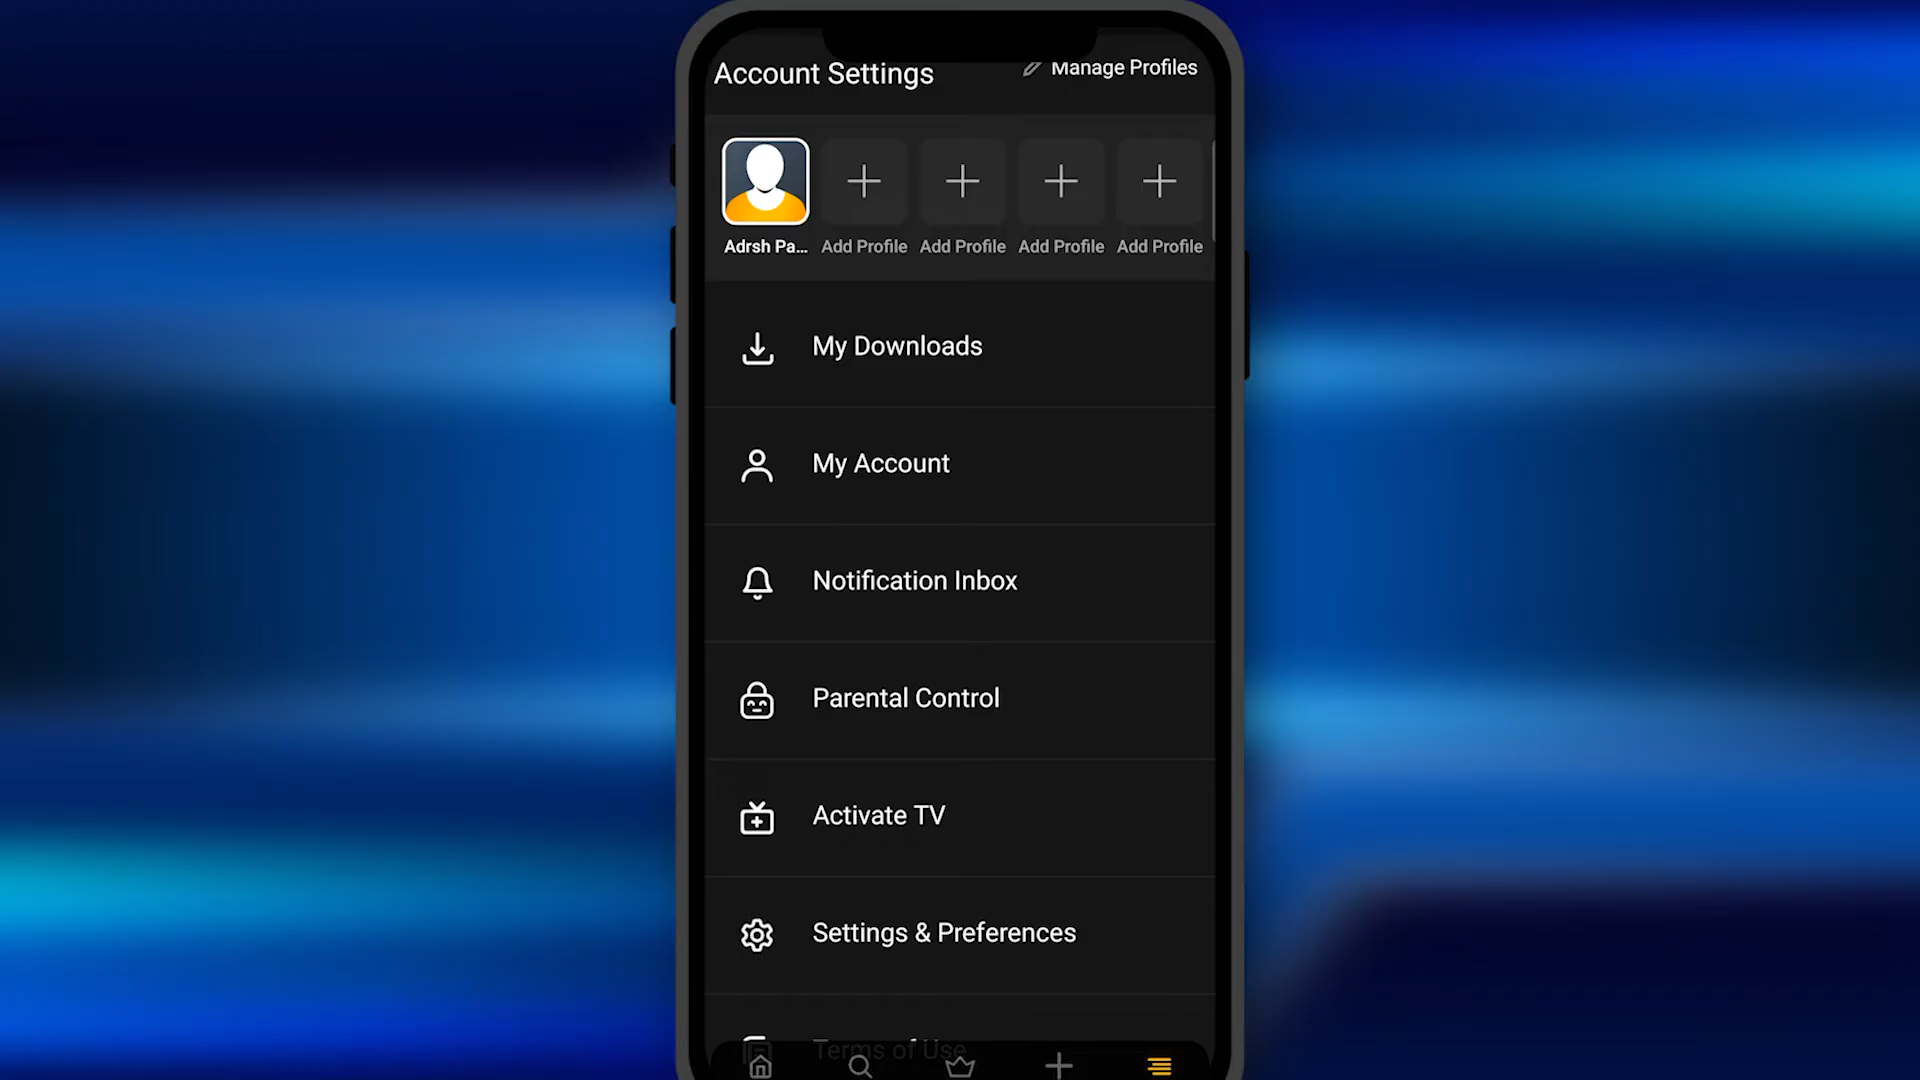 Account Settings
Manage Profiles
Adrsh Pa...
Add Profile
Add Profile
Add Profile
Add Profile
My Downloads
My Account
Notification Inbox
Parental Control
Activate TV
Settings & Preferences
Terms of Use